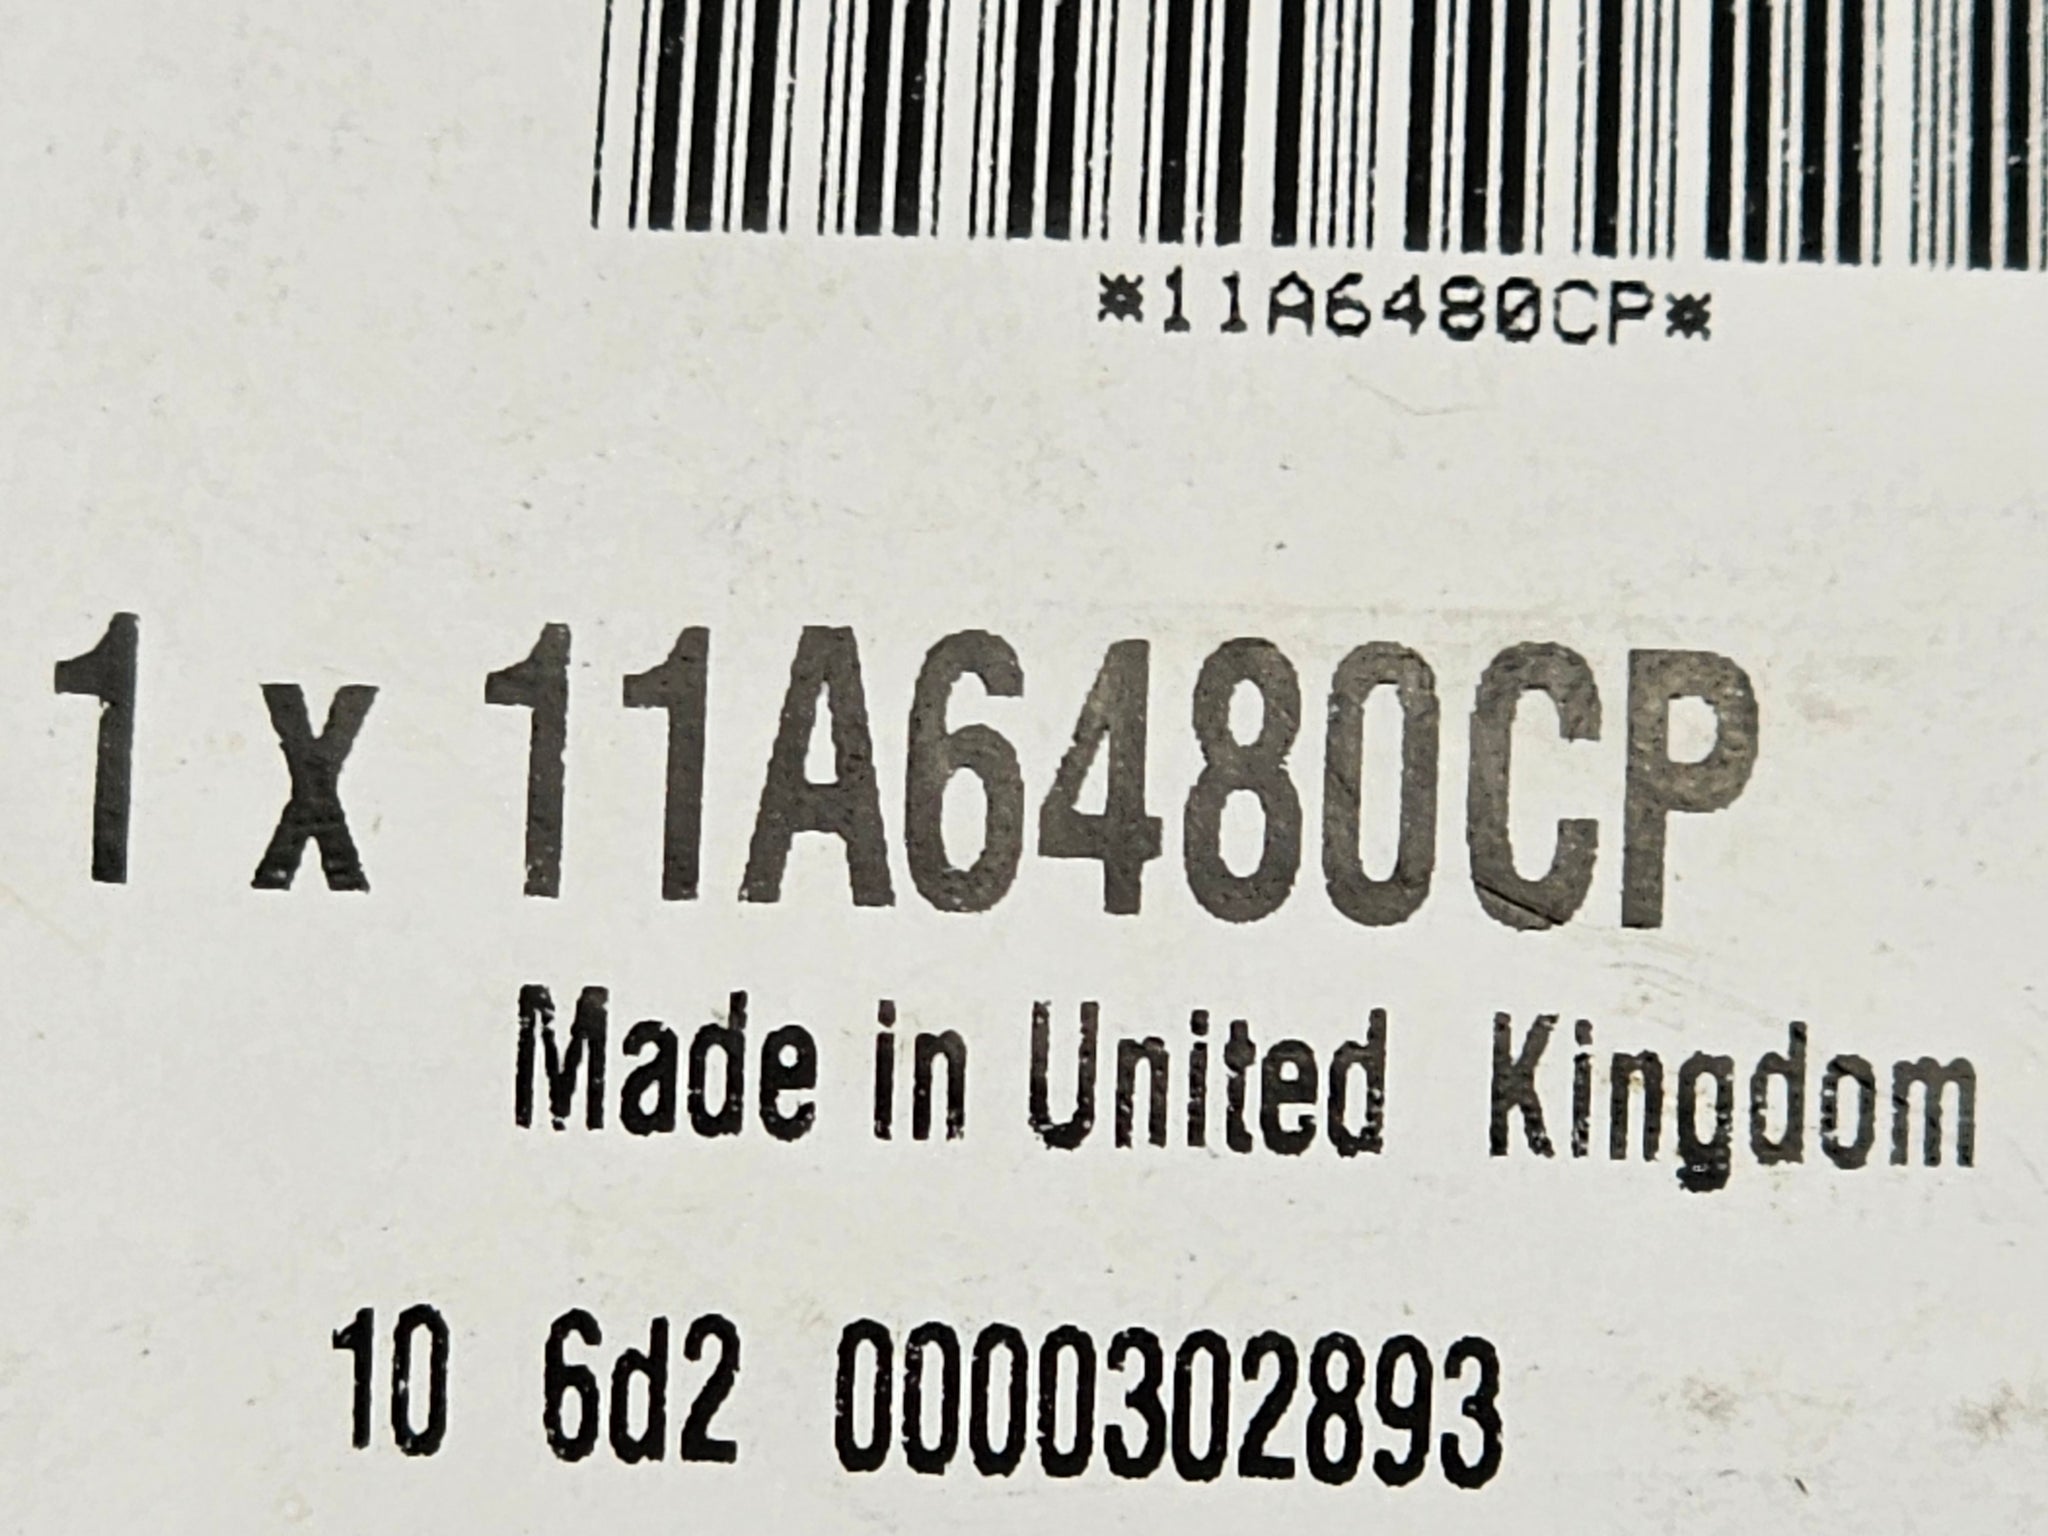 *11A6480CP*
1 x 11A6480CP
Made in United Kingdom
10 6d2 0000302893